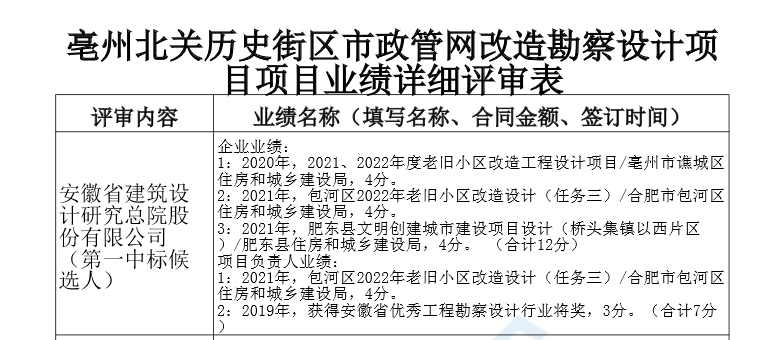 亳州北关历史街区市政管网改造勘察设计项
目项目业绩详细评审表
评审内容
业绩名称（填写名称、合同金额、签订时间）
安徽省建筑设
计研究总院股
份有限公司
（第一中标候
选人）
企业业绩：
1：2020年，2021、2022年度老旧小区改造工程设计项目/亳州市谯城区
住房和城乡建设局，4分。
2：2021年，包河区2022年老旧小区改造设计（任务三）/合肥市包河区
住房和城乡建设局，4分。
3：2021年，肥东县文明创建城市建设项目设计（桥头集镇以西片区
）/肥东县住房和城乡建设局，4分。 （合计12分）
项目负责人业绩：
1：2021年，包河区2022年老旧小区改造设计（任务三）/合肥市包河区
住房和城乡建设局，4分。
2：2019年，获得安徽省优秀工程勘察设计行业将奖，3分。（合计7分
）